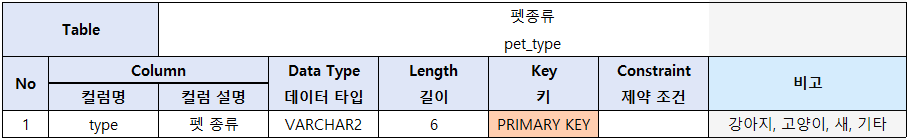 Table
펫종류
pet_type
No
Column
Data Type
Length
Key
Constraint
비고
컬럼명
컬럼 설명
데이터 타입
길이
키
제약 조건
1
type
펫 종류
VARCHAR2
6
PRIMARY KEY
강아지, 고양이, 새, 기타